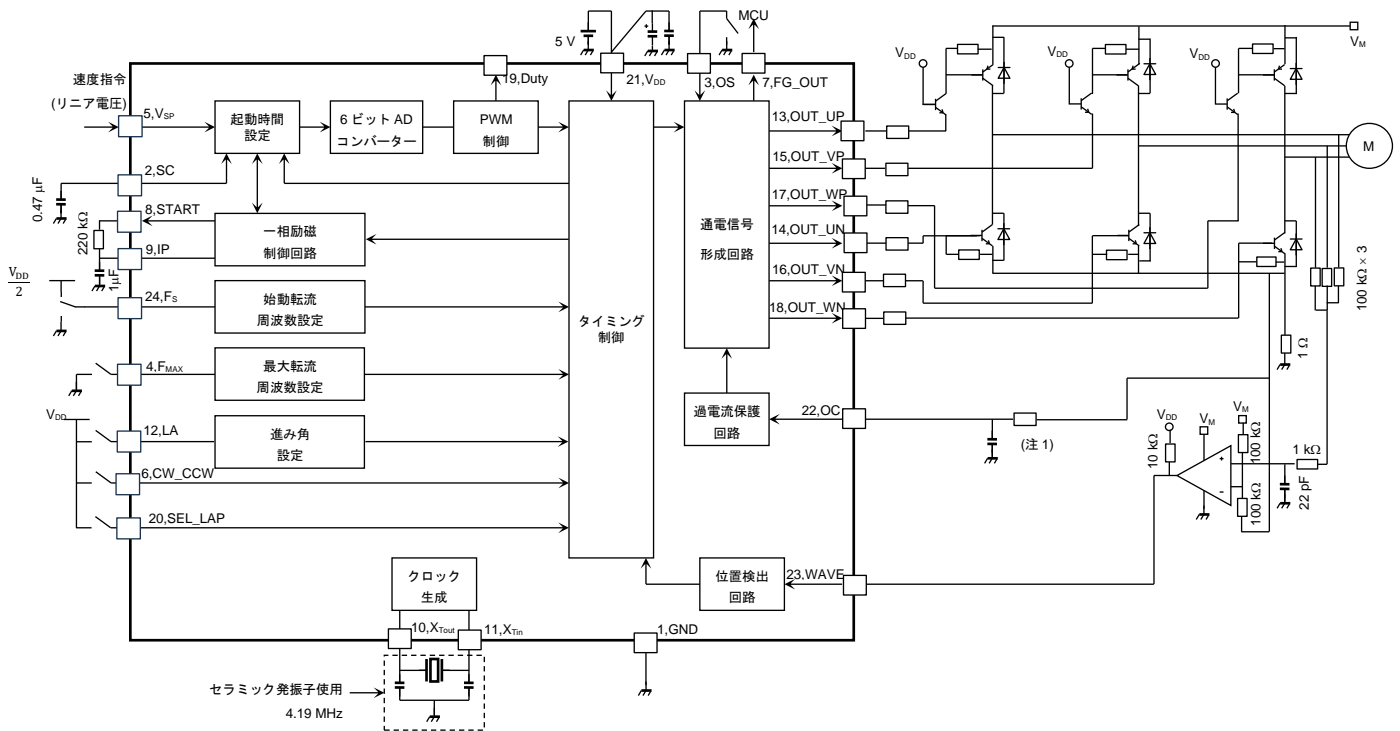 5 V
MCU
速度指令
(リニア電圧)
19,Duty
21,VDD
3,OS
7,FG_OUT
5,VSP
起動時間
設定
6 ビット AD
コンバーター
PWM
制御
2,SC
0.47 μF
8,START
220 kΩ
9,IP
1μF
一相励磁
制御回路
VDD
2
24,FS
始動転流
周波数設定
4,FMAX
最大転流
周波数設定
VDD
12,LA
進み角
設定
6,CW_CCW
20,SEL_LAP
タイミング
制御
通電信号
形成回路
13,OUT_UP
15,OUT_VP
17,OUT_WP
14,OUT_UN
16,OUT_VN
18,OUT_WN
過電流保護
回路
22,OC
(注 1)
位置検出
回路
23,WAVE
クロック
生成
10,XTout
11,XTin
1,GND
セラミック発振子使用
4.19 MHz
VDD
VDD
VDD
VM
M
100 kΩ × 3
1 Ω
VDD
VM
VM
10 kΩ
100 kΩ
100 kΩ
1 kΩ
22 pF
+
-